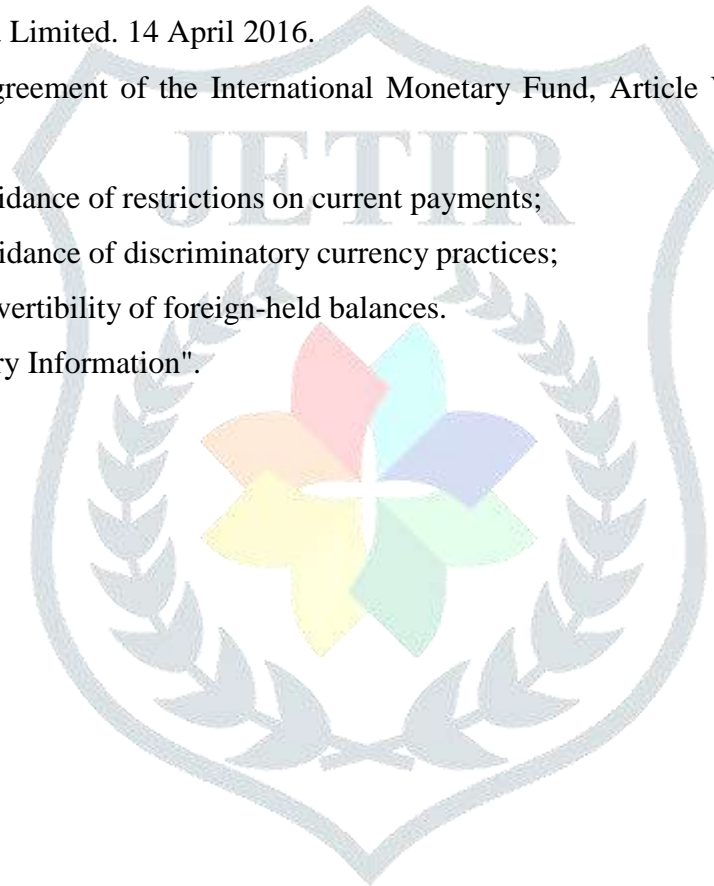 Limited. 14 April 2016.
greement of the International Monetary Fund, Article
JETIR
idance of restrictions on current payments;
idance of discriminatory currency practices;
vertibility of foreign-held balances.
ry Information".